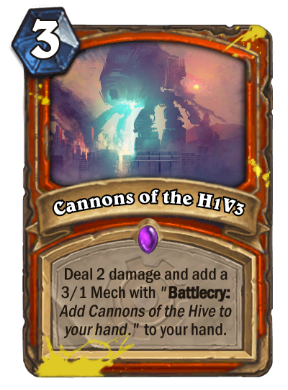 3
Cannons of the H1V3
Deal 2 damage and add a
3/1 Mech with "Battlecry:
Add Cannons of the Hive to
your hand." to your hand.